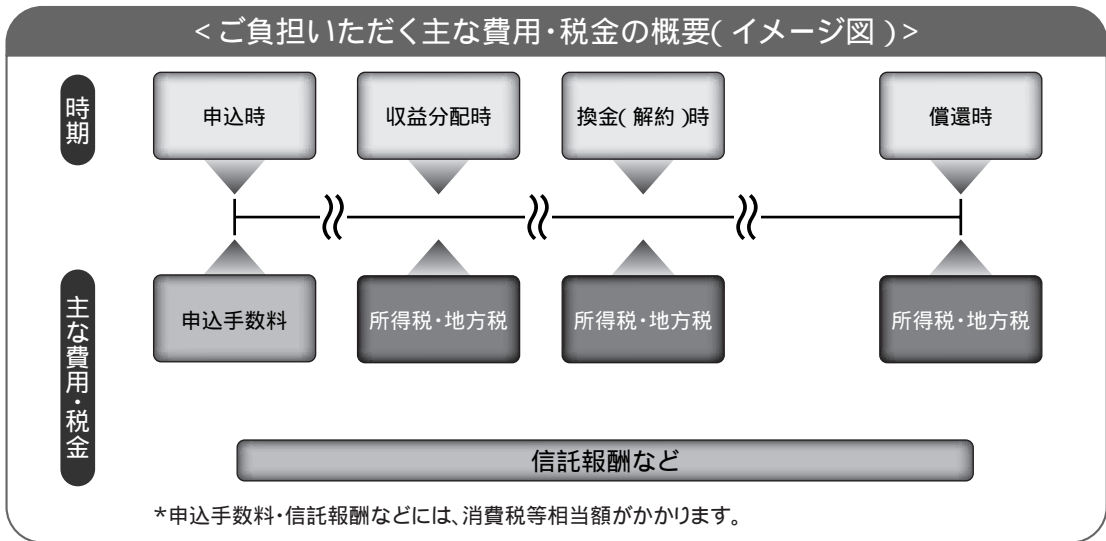 <ご負担いただく主な費用・税金の概要(イメージ図)>
時期
申込時
収益分配時
換金(解約)時
償還時
主な費用・税金
申込手数料
所得税・地方税
所得税・地方税
所得税・地方税
信託報酬など
*申込手数料・信託報酬などには、消費税等相当額がかかります。